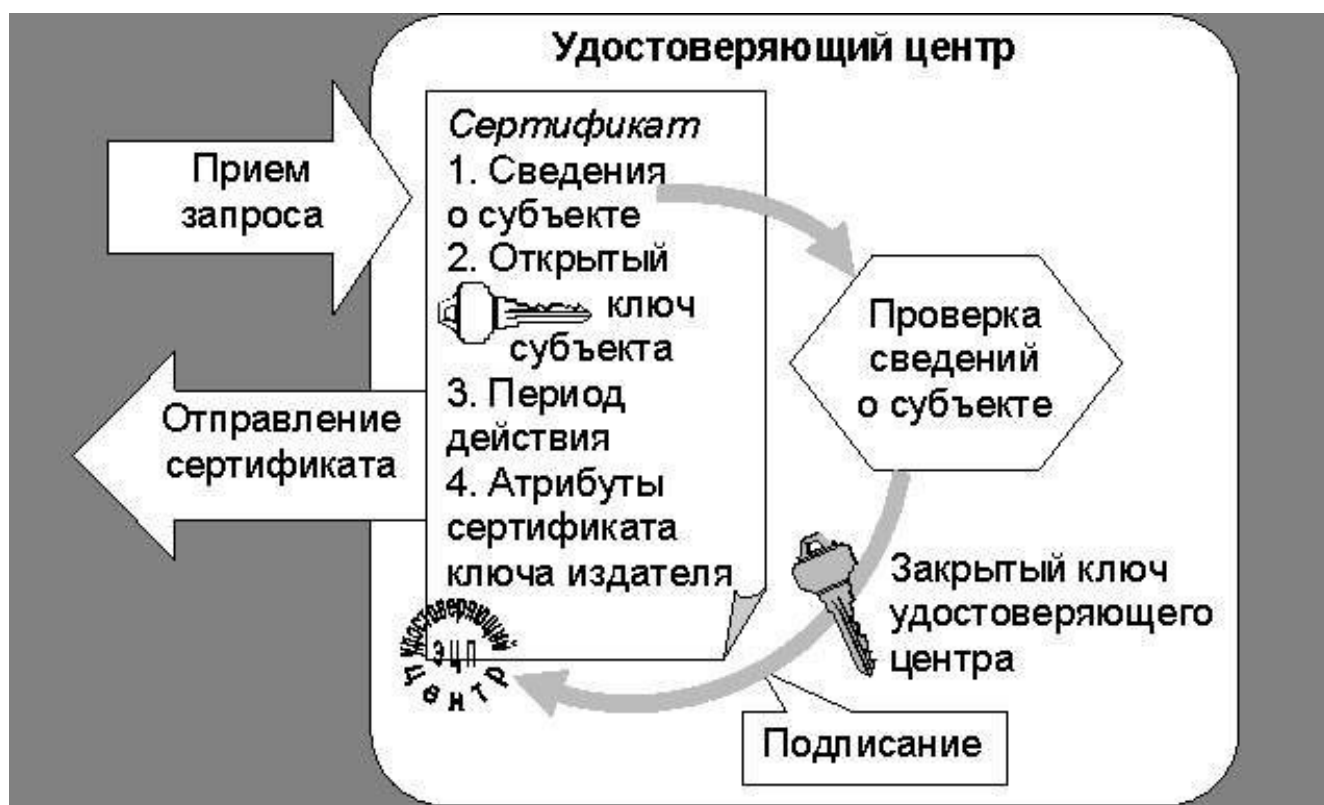 Удостоверяющий центр
Прием
запроса
Сертификат
1. Сведения
о субъекте
2. Открытый
ключ
субъекта
3. Период
действия
4. Атрибуты
сертификата
ключа издателя
Отправление
сертификата
Проверка
сведений
о субъекте
Закрытый ключ
удостоверяющего
центра
Удостоверяющий
ЭЦП
центр
Подписание